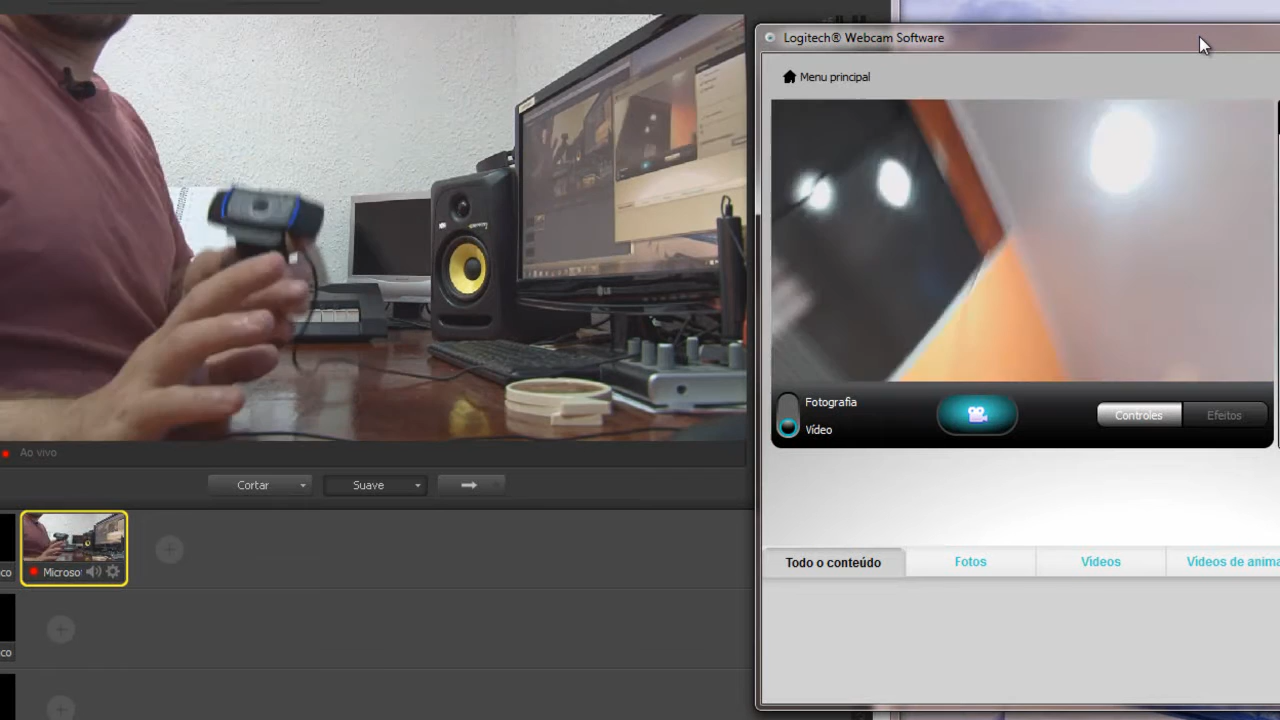 Logitech® Webcam Software
Menu principal
Fotografia
Vídeo
Controles
Efeitos
Ao vivo
Cortar
Suave
co
Microso
co
Todo o conteúdo
Fotos
Vídeos
Vídeos de anima